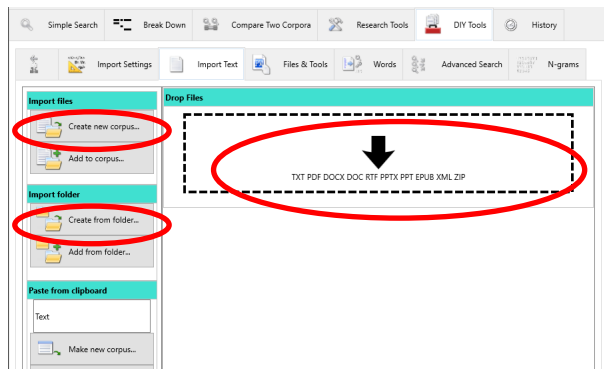 Simple Search Break Down Compare Two Corpora Research Tools DIY Tools History
Import Settings Import Text Files & Tools Words Advanced Search N-grams
Import files
Create new corpus...
Add to corpus...
Import folder
Create from folder...
Add from folder...
Paste from clipboard
Text
Make new corpus...
Drop Files
TXT PDF DOCX DOC RTF PPTX PPT EPUB XML ZIP